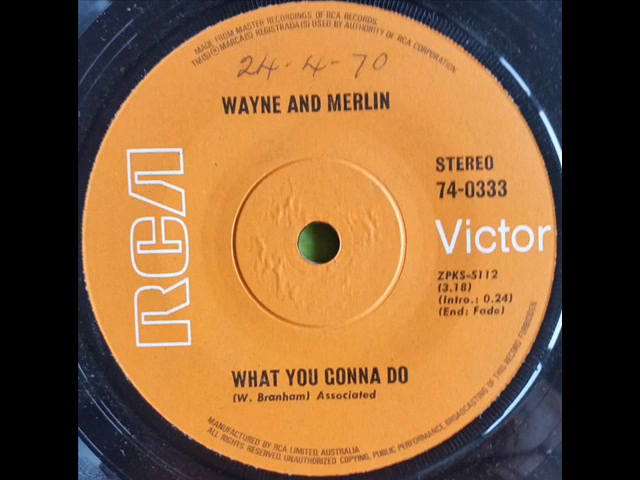 MADE FROM MASTER RECORDINGS OF RCA RECORDS.
TM(S)®MARCA(S) REGISTRADA(S) USED BY AUTHORITY OF RCA CORPORATION.
24-4-70
WAYNE AND MERLIN
RCA
STEREO
74-0333
Victor
ZPKS-5112
(3.18)
(Intro.: 0.24)
(End: Fade)
WHAT YOU GONNA DO
(W. Branham) Associated
MANUFACTURED BY RCA LIMITED, AUSTRALIA
ALL RIGHTS RESERVED. UNAUTHORIZED COPYING, PUBLIC PERFORMANCE, BROADCASTING OF THIS RECORD FORBIDDEN